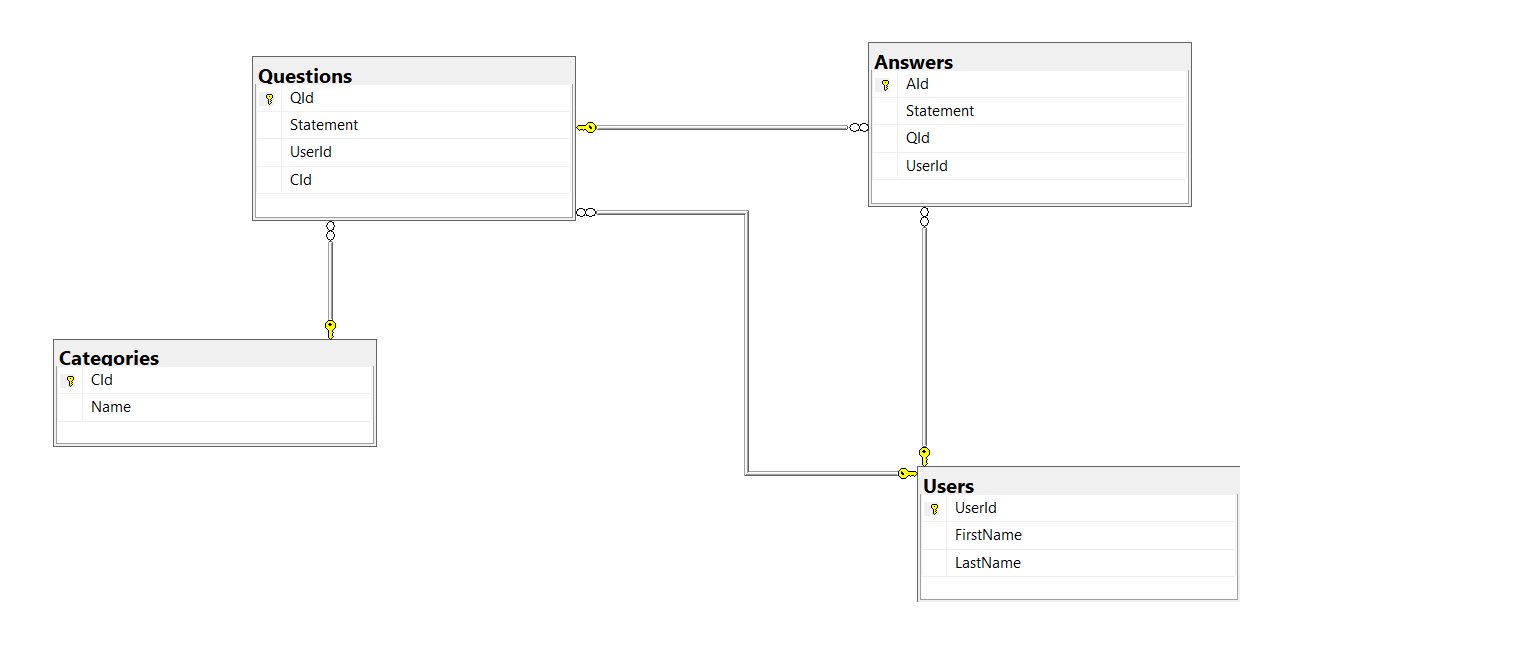 Questions
QId
Statement
UserId
CId
Answers
AId
Statement
QId
UserId
Categories
CId
Name
Users
UserId
FirstName
LastName